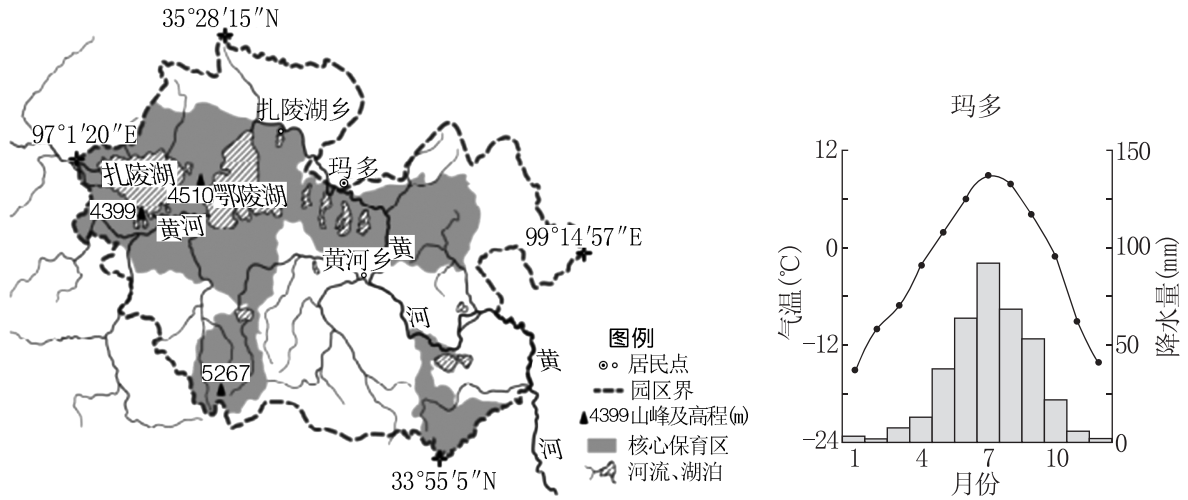 35°28′15″N
扎陵湖乡
97°1′20″E
扎陵湖
玛多
4510
鄂陵湖
4399
黄河
黄
99°14′57″E
黄河乡
河
黄
河
5267
33°55′5″N
图例
居民点
园区界
4399山峰及高程(m)
核心保育区
河流、湖泊
玛多
气温(℃)
12
0
-12
-24
降水量(mm)
150
100
50
0
1 4 7 10
月份